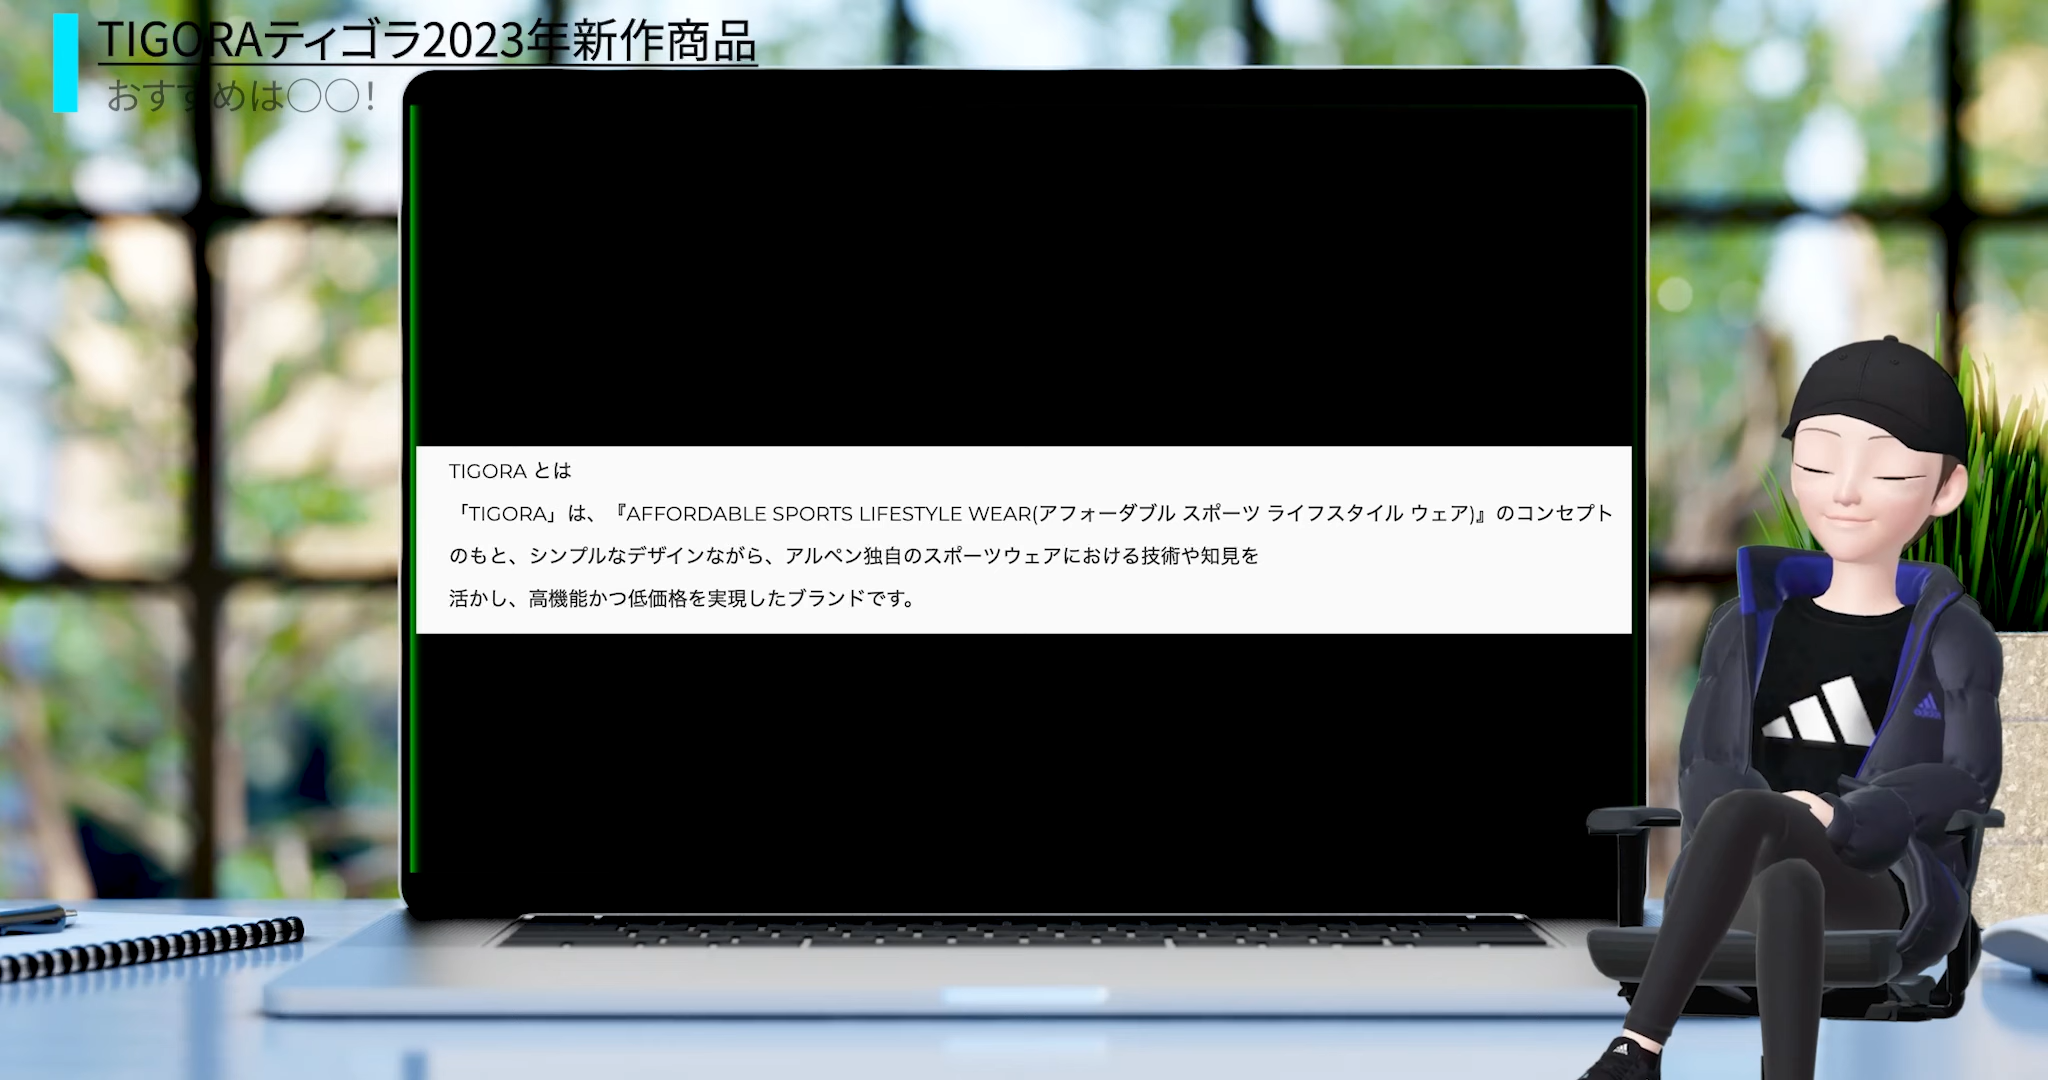 TIGORAティゴラ2023年新作商品
おすすめは〇〇!
TIGORA とは
「TIGORA」は、『AFFORDABLE SPORTS LIFESTYLE WEAR(アフォーダブル スポーツ ライフスタイル ウェア)』のコンセプト
のもと、シンプルなデザインながら、アルペン独自のスポーツウェアにおける技術や知見を
活かし、高機能かつ低価格を実現したブランドです。